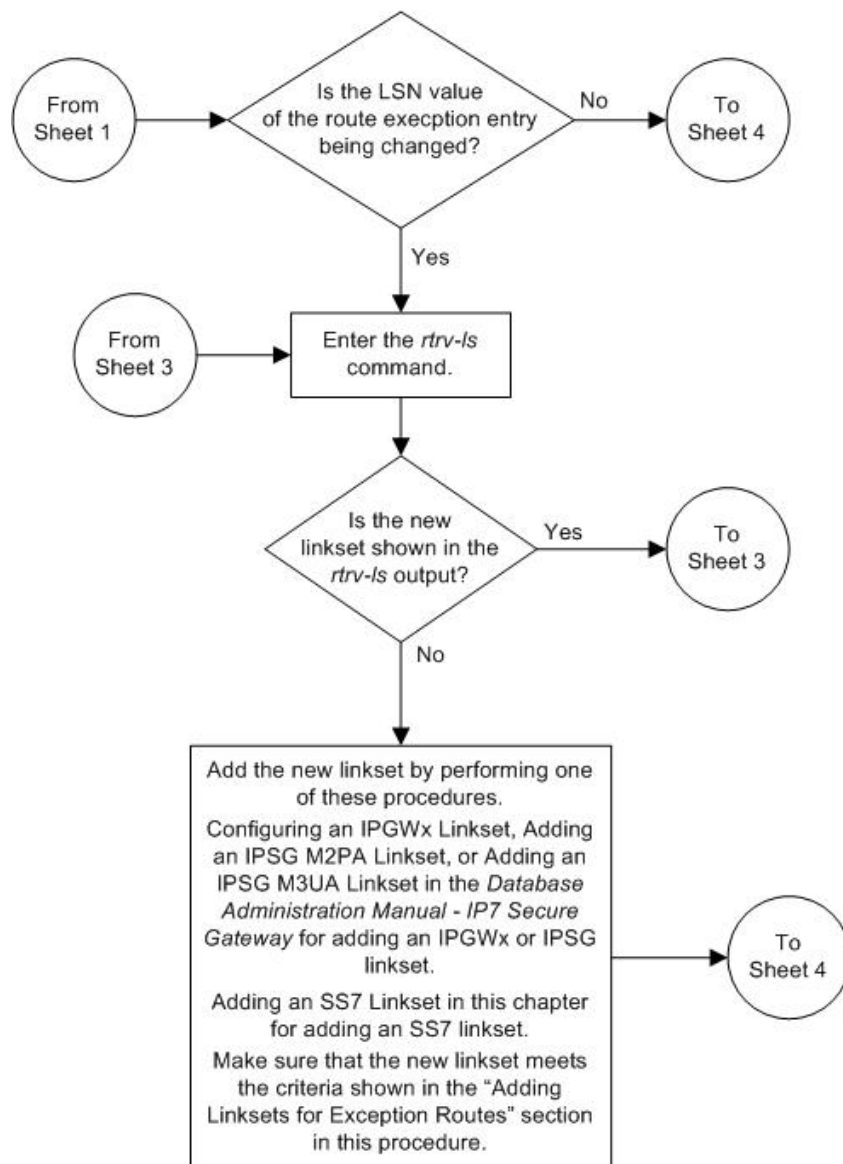 From
Sheet 1
Is the LSN value
of the route execption entry
being changed?
No
To
Sheet 4
Yes
From
Sheet 3
Enter the rtrv-ls
command.
Is the new
linkset shown in the
rtrv-ls output?
Yes
To
Sheet 3
No
Add the new linkset by performing one
of these procedures.
Configuring an IPGWx Linkset, Adding
an IPSG M2PA Linkset, or Adding an
IPSG M3UA Linkset in the Database
Administration Manual - IP7 Secure
Gateway for adding an IPGWx or IPSG
linkset.
Adding an SS7 Linkset in this chapter
for adding an SS7 linkset.
Make sure that the new linkset meets
the criteria shown in the “Adding
Linksets for Exception Routes” section
in this procedure.
To
Sheet 4